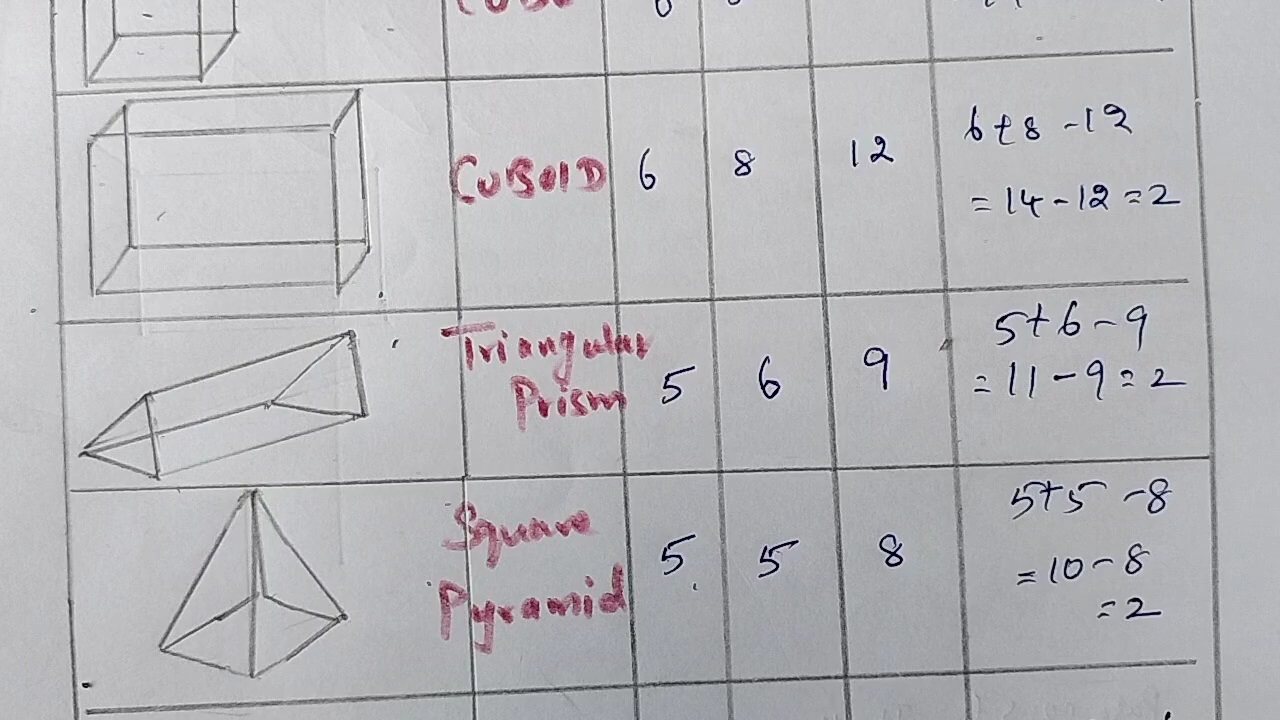 CUBOID 6 8 12 6+8-12
=14-12=2
Triangular Prism 5 6 9 5+6-9
=11-9=2
Square Pyramid 5 5 8 5+5-8
=10-8
=2